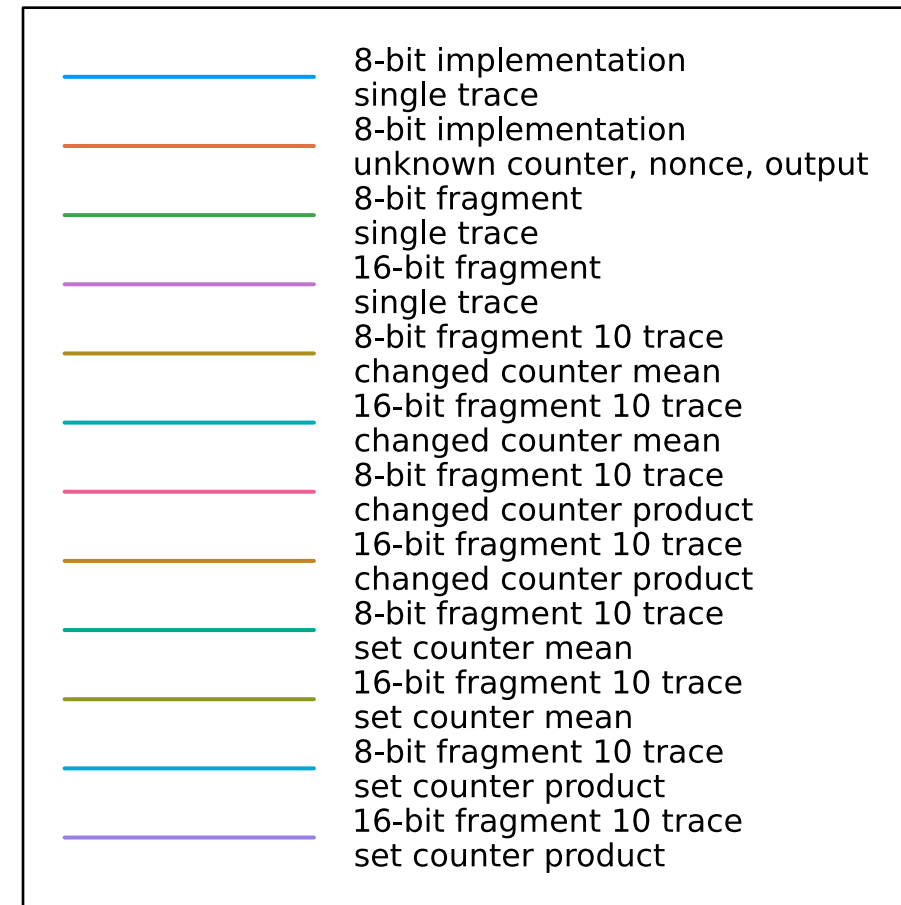 8-bit implementation
single trace
8-bit implementation
unknown counter, nonce, output
8-bit fragment
single trace
16-bit fragment
single trace
8-bit fragment 10 trace
changed counter mean
16-bit fragment 10 trace
changed counter mean
8-bit fragment 10 trace
changed counter product
16-bit fragment 10 trace
changed counter product
8-bit fragment 10 trace
set counter mean
16-bit fragment 10 trace
set counter mean
8-bit fragment 10 trace
set counter product
16-bit fragment 10 trace
set counter product